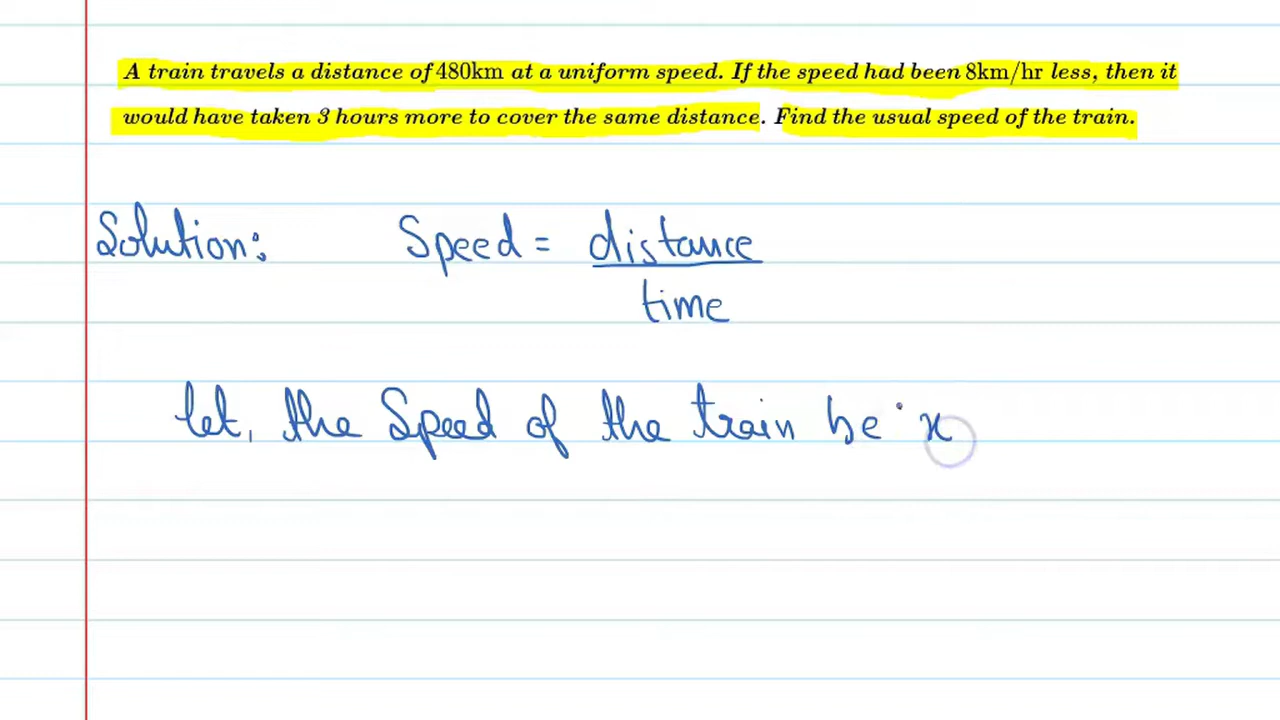 A train travels a distance of 480km at a uniform speed. If the speed had been 8km/hr less, then it
would have taken 3 hours more to cover the same distance. Find the usual speed of the train.
Solution: Speed = distance
time
let, the Speed of the train be x